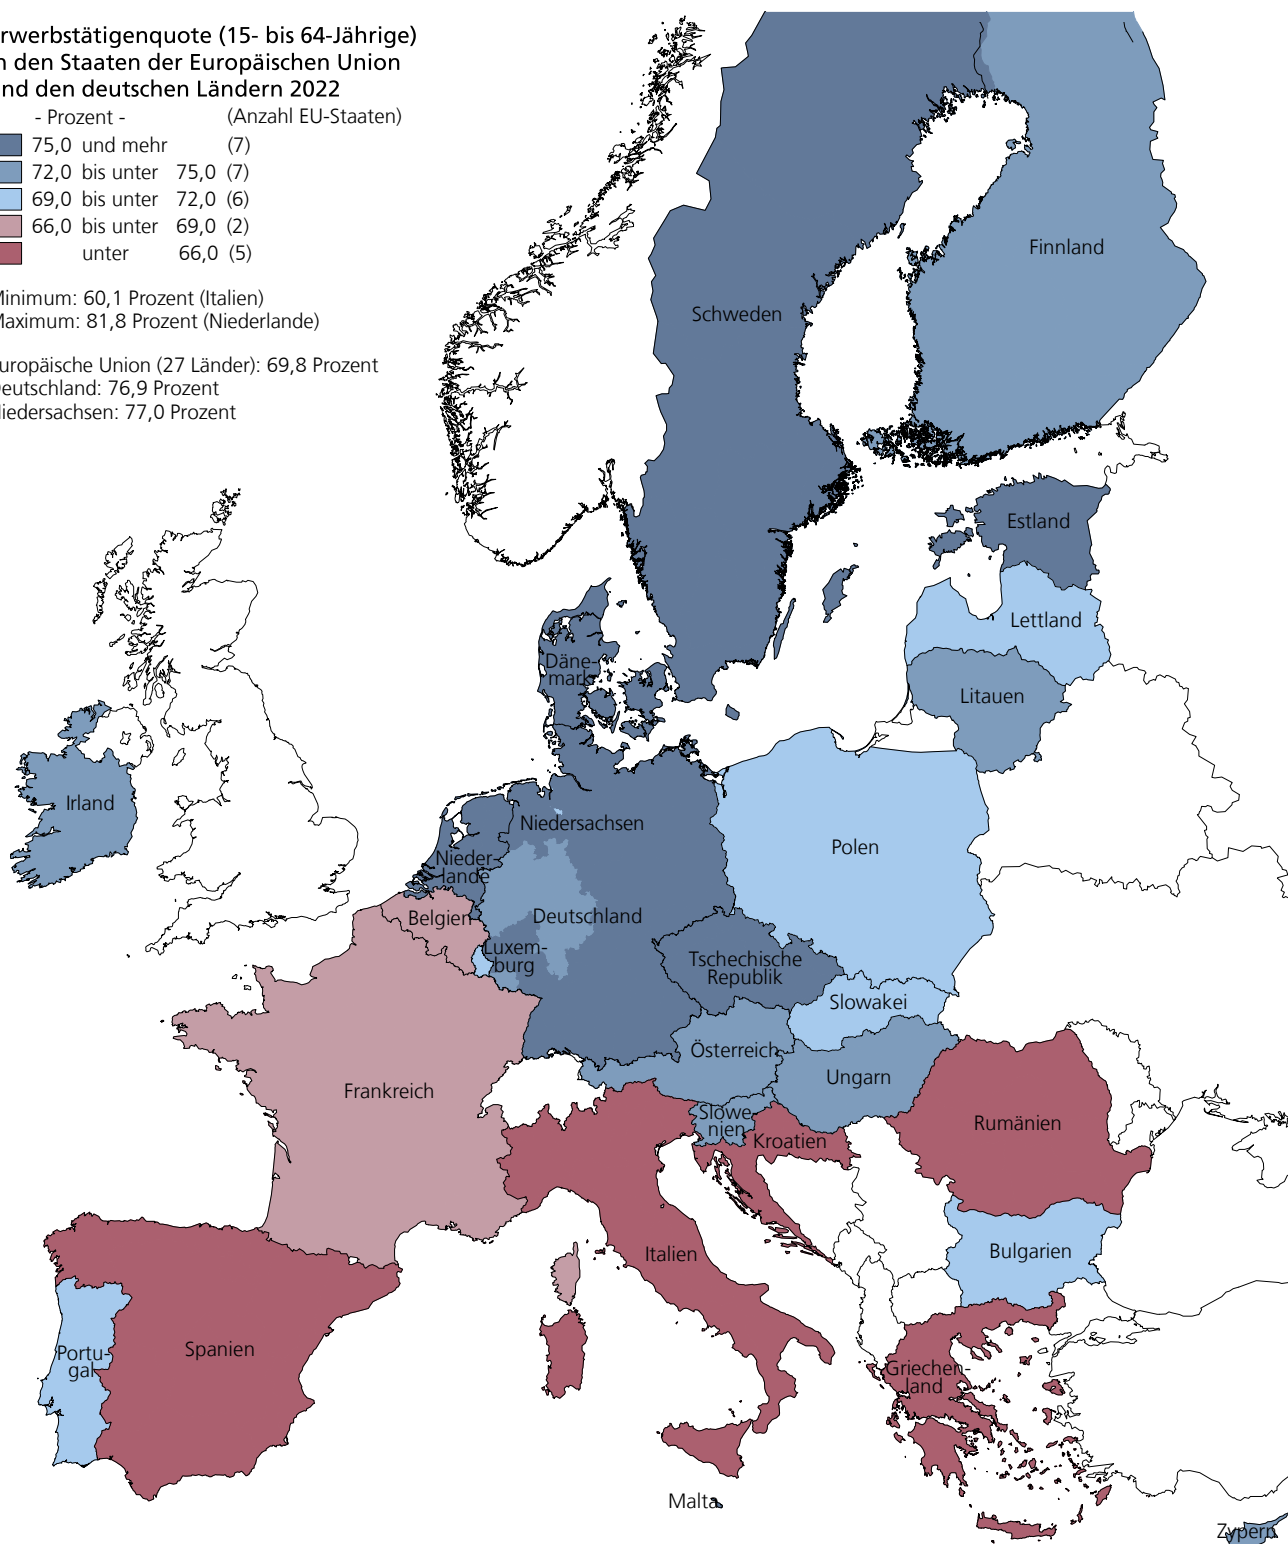 rwerbstätigenquote (15- bis 64-Jährige)
n den Staaten der Europäischen Union
nd den deutschen Ländern 2022
- Prozent - (Anzahl EU-Staaten)
75,0 und mehr (7)
72,0 bis unter 75,0 (7)
69,0 bis unter 72,0 (6)
66,0 bis unter 69,0 (2)
unter 66,0 (5)
Minimum: 60,1 Prozent (Italien)
Maximum: 81,8 Prozent (Niederlande)
uropäische Union (27 Länder): 69,8 Prozent
Deutschland: 76,9 Prozent
Niedersachsen: 77,0 Prozent
Finnland
Schweden
Estland
Lettland
Däne-
mark
Litauen
Irland
Niedersachsen
Polen
Nieder-
lande
Belgien
Deutschland
Luxem-
burg
Tschechische
Republik
Slowakei
Österreich
Ungarn
Frankreich
Slowe-
nien
Kroatien
Rumänien
Italien
Bulgarien
Portu-
gal
Spanien
Griechen-
land
Malta
Zypern